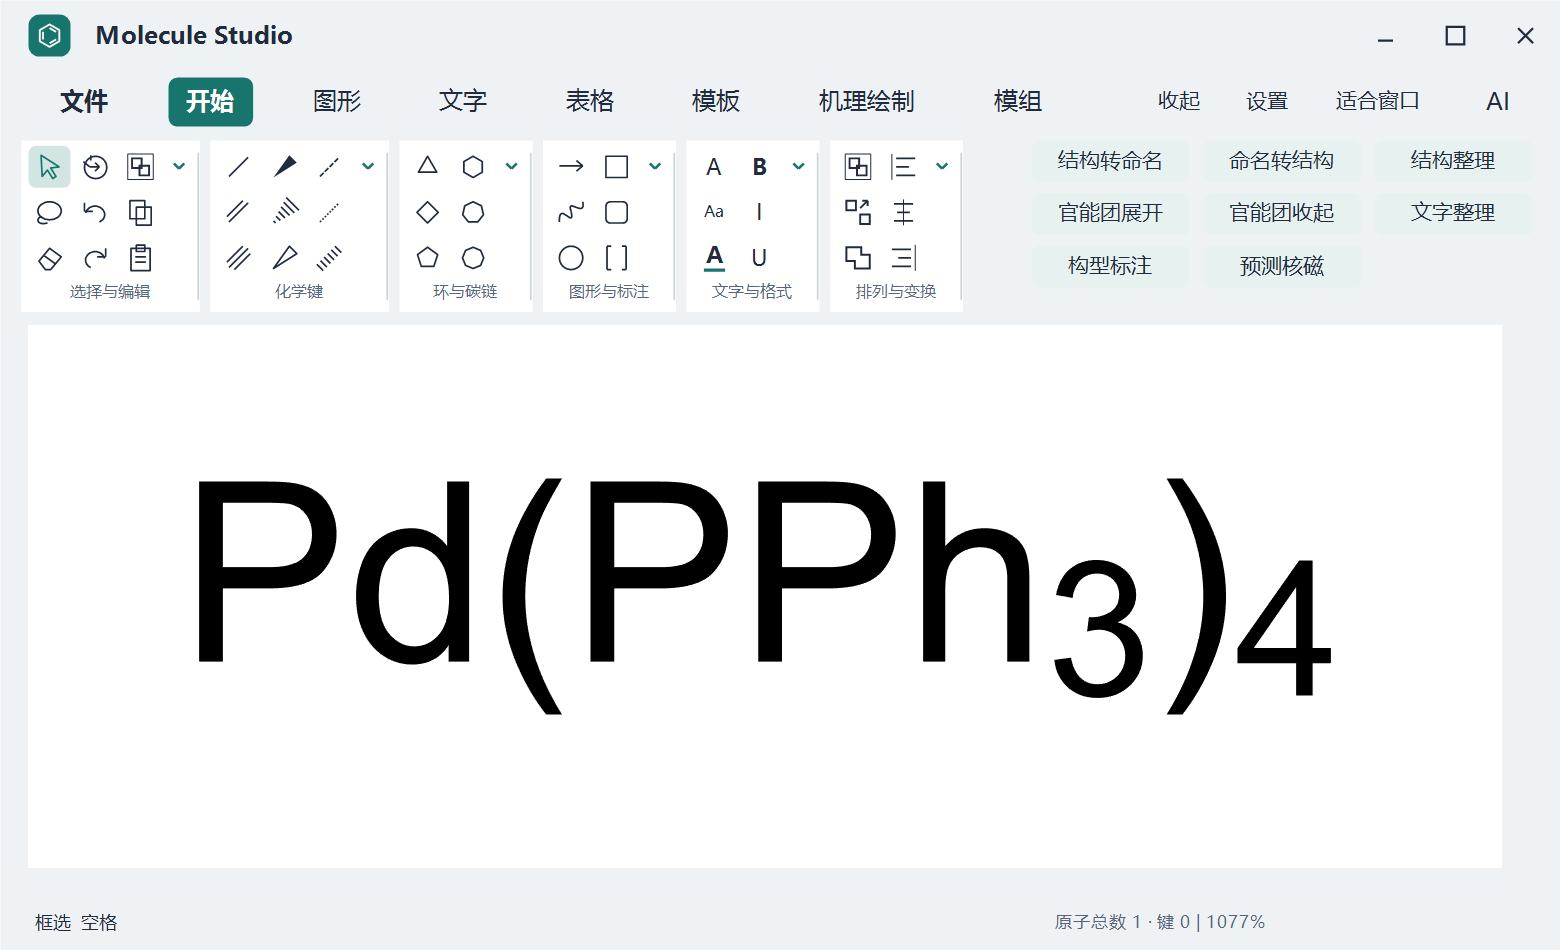 Molecule Studio
文件 开始 图形 文字 表格 模板 机理绘制 模组 收起 设置 适合窗口 AI
A B
Aa I
A U
选择与编辑 化学键 环与碳链 图形与标注 文字与格式 排列与变换
结构转命名 命名转结构 结构整理
官能团展开 官能团收起 文字整理
构型标注 预测核磁
Pd(PPh₃)₄
框选 空格 原子总数 1 · 键 0 | 1077%